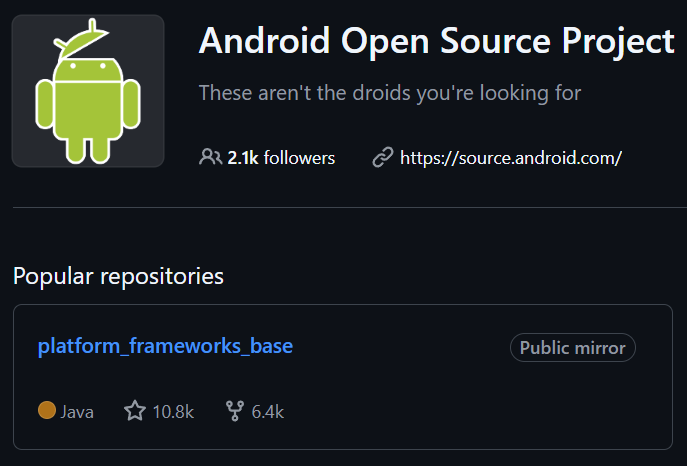 Android Open Source Project
These aren't the droids you're looking for
2.1k followers https://source.android.com/
Popular repositories
platform_frameworks_base Public mirror
Java 10.8k 6.4k